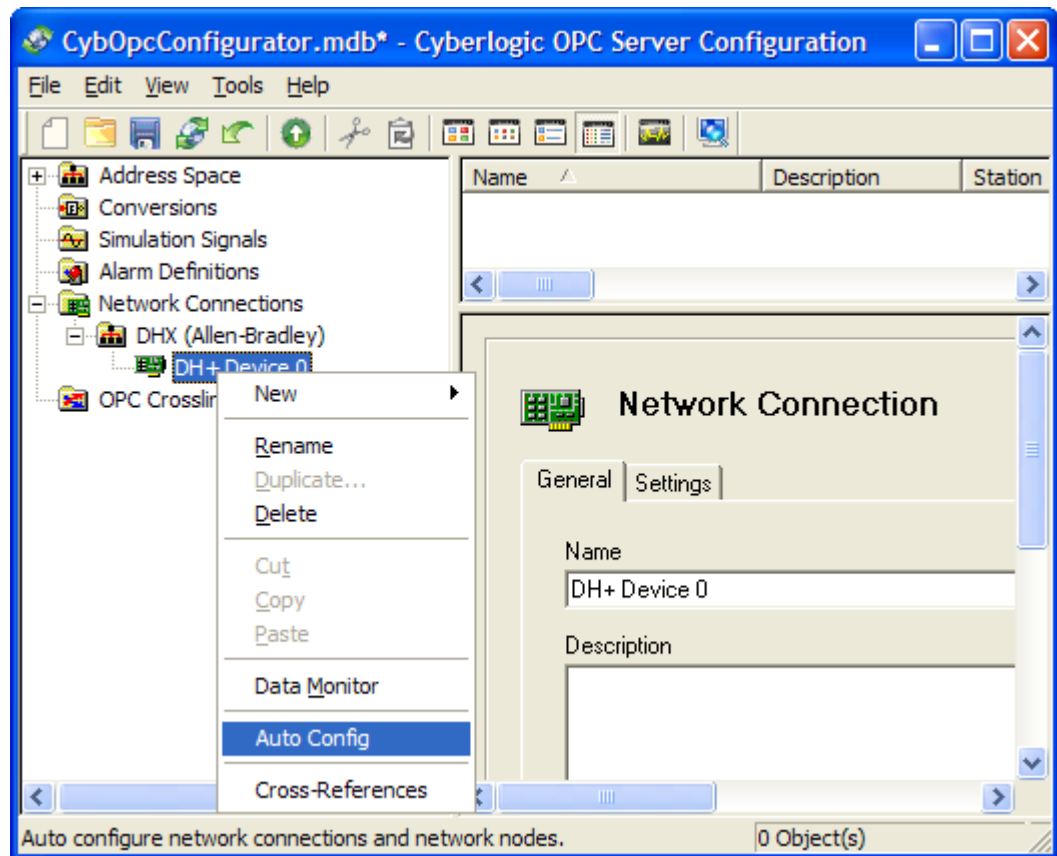 CybOpcConfigurator.mdb* - Cyberlogic OPC Server Configuration
File Edit View Tools Help
Address Space
Conversions
Simulation Signals
Alarm Definitions
Network Connections
DHX (Allen-Bradley)
DH+ Device 0
OPC Crosslin
Name Description Station
New
Rename
Duplicate...
Delete
Cut
Copy
Paste
Data Monitor
Auto Config
Cross-References
Network Connection
General Settings
Name
DH+ Device 0
Description
Auto configure network connections and network nodes. 0 Object(s)